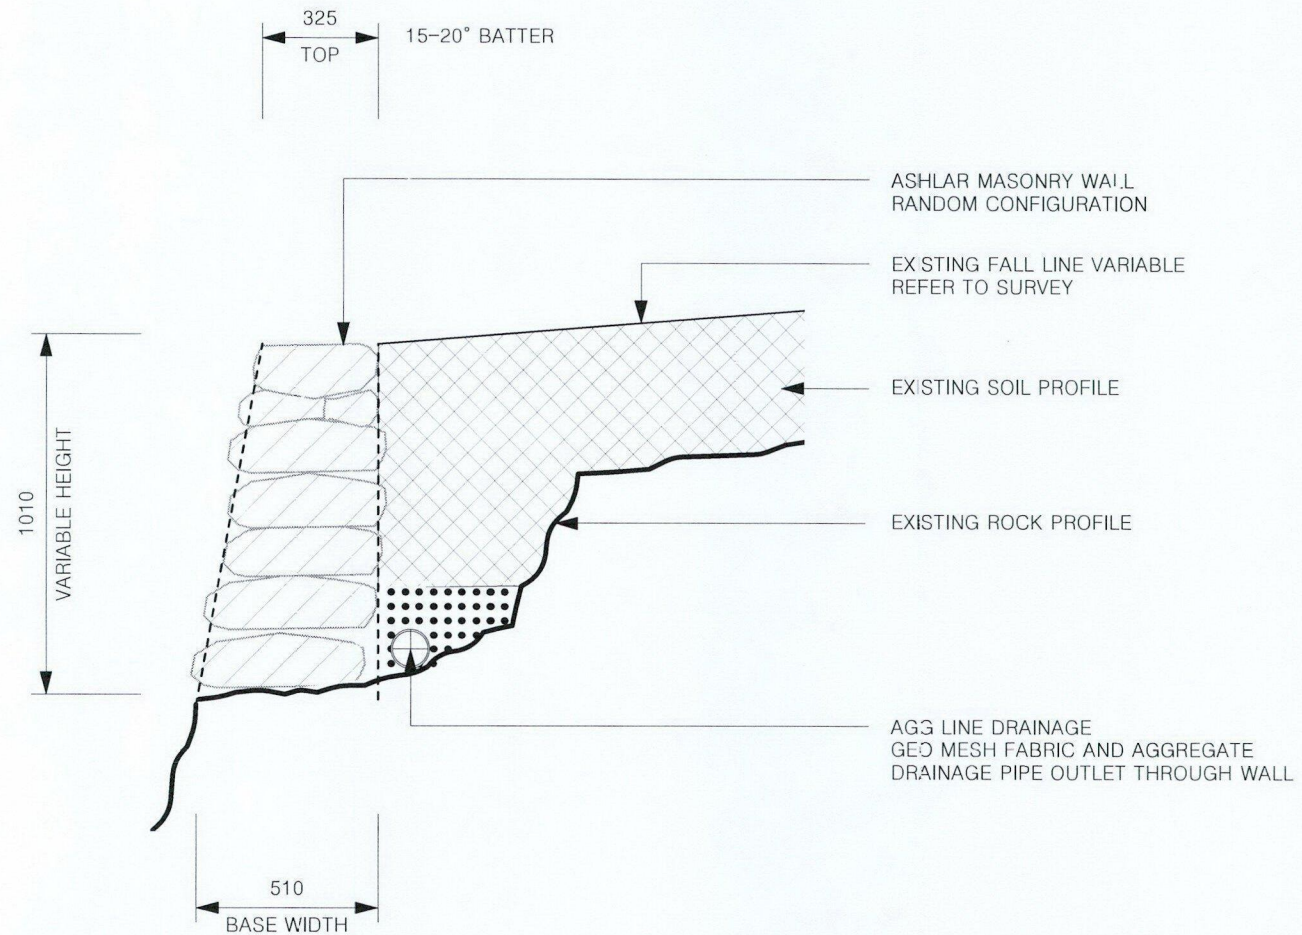 325
TOP
15-20° BATTER
ASHLAR MASONRY WALL
RANDOM CONFIGURATION
EXISTING FALL LINE VARIABLE
REFER TO SURVEY
EXISTING SOIL PROFILE
1010
VARIABLE HEIGHT
EXISTING ROCK PROFILE
AGG LINE DRAINAGE
GEO MESH FABRIC AND AGGREGATE
DRAINAGE PIPE OUTLET THROUGH WALL
510
BASE WIDTH